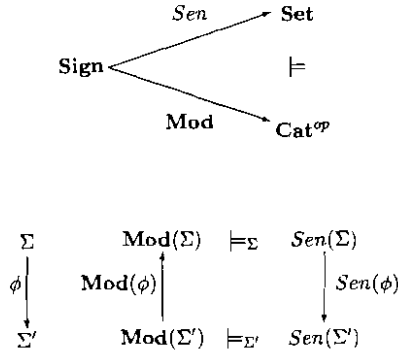 Sen Set
Sign ⊨
Mod Cat^op
Σ Mod(Σ) ⊨_Σ Sen(Σ)
ϕ Mod(ϕ) Sen(ϕ)
Σ′ Mod(Σ′) ⊨_Σ′ Sen(Σ′)